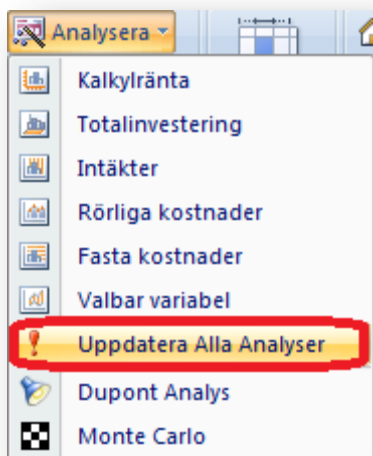 Analysera
Kalkylränta
Totalinvestering
Intäkter
Rörliga kostnader
Fasta kostnader
Valbar variabel
Uppdatera Alla Analyser
Dupont Analys
Monte Carlo